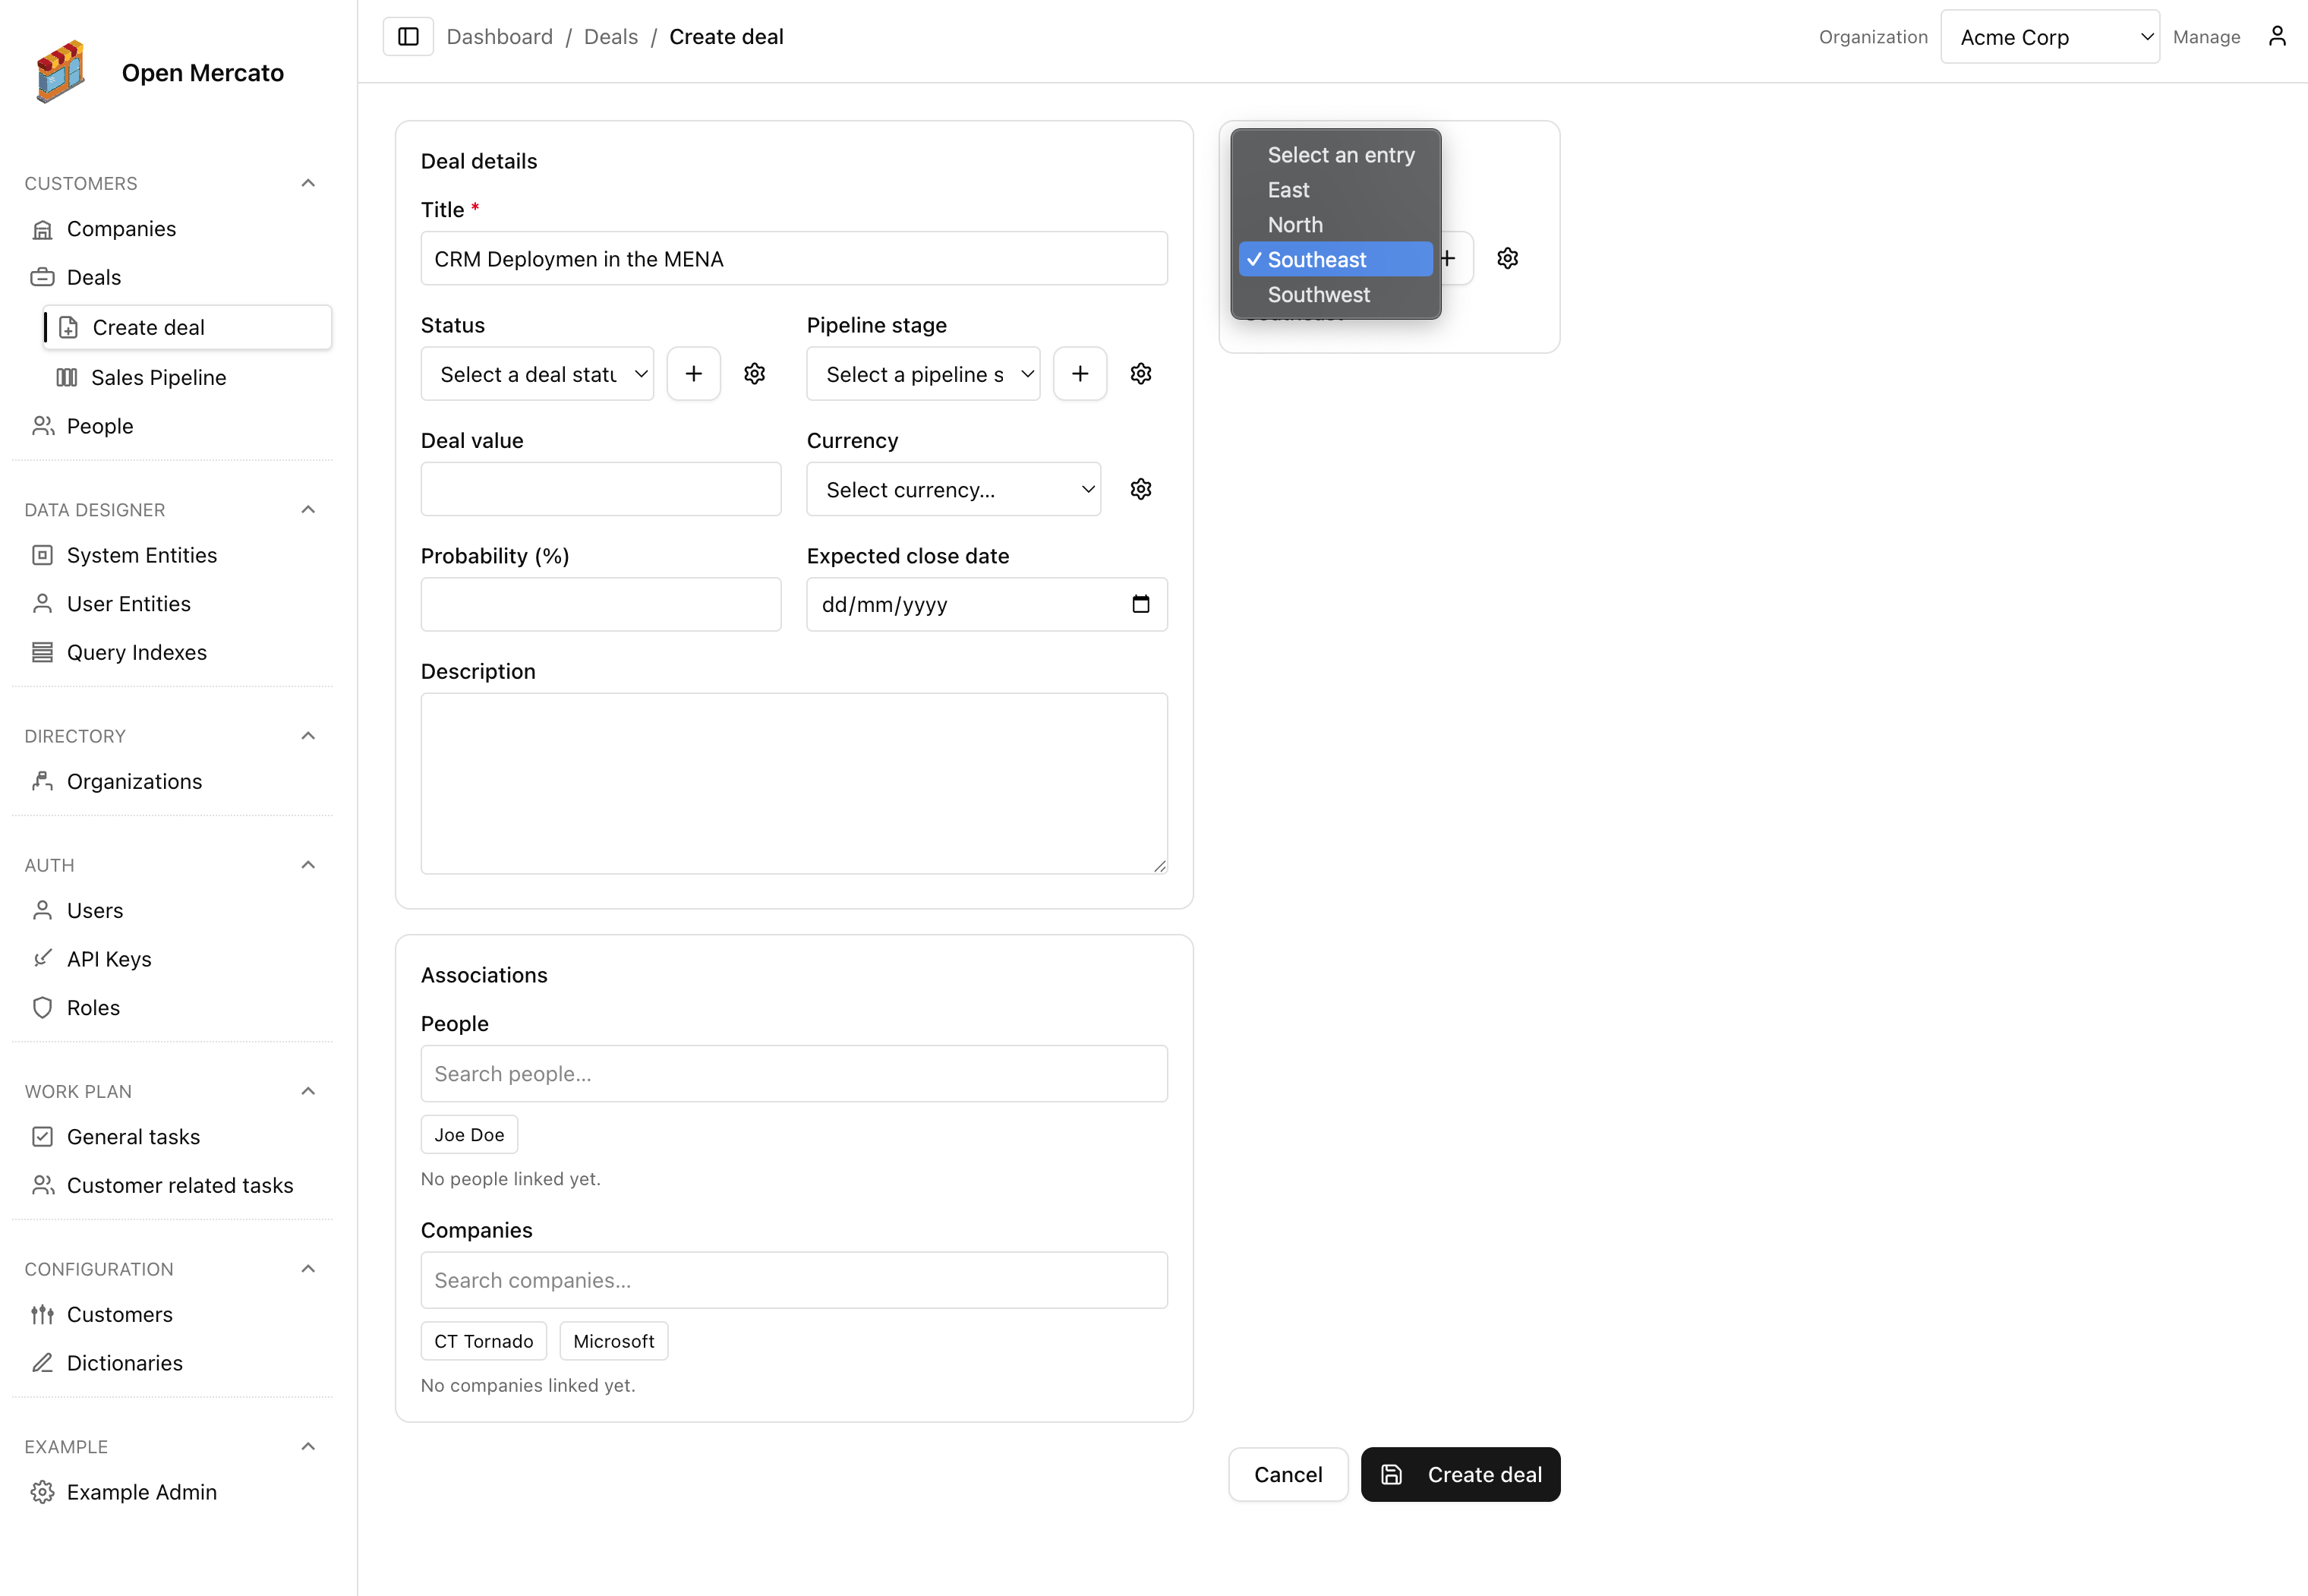 Open Mercato
CUSTOMERS
Companies
Deals
Create deal
Sales Pipeline
People
DATA DESIGNER
System Entities
User Entities
Query Indexes
DIRECTORY
Organizations
AUTH
Users
API Keys
Roles
WORK PLAN
General tasks
Customer related tasks
CONFIGURATION
Customers
Dictionaries
EXAMPLE
Example Admin
Dashboard / Deals / Create deal
Organization Acme Corp Manage
Deal details
Title *
CRM Deploymen in the MENA
Status Pipeline stage
Select a deal statu Select a pipeline s
Deal value Currency
Select currency...
Probability (%) Expected close date
dd/mm/yyyy
Description
Associations
People
Search people...
Joe Doe
No people linked yet.
Companies
Search companies...
CT Tornado Microsoft
No companies linked yet.
Select an entry
East
North
✓ Southeast
Southwest
Cancel Create deal